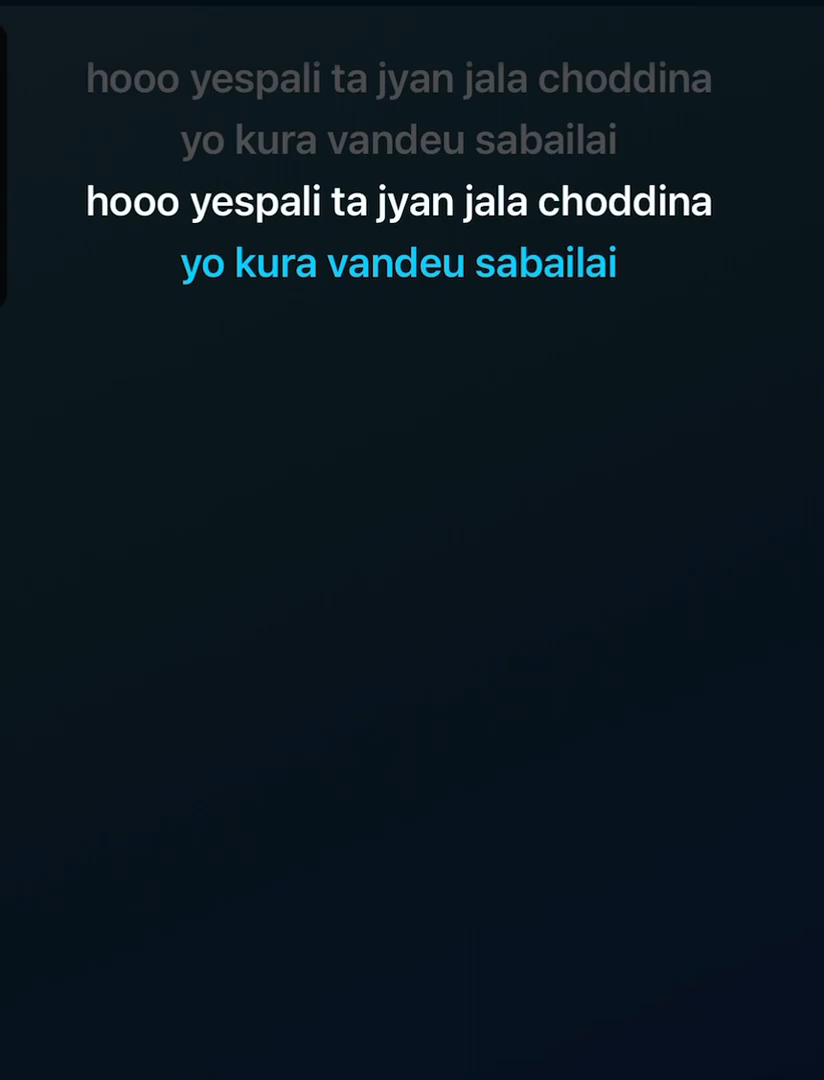 hooo yespali ta jyan jala choddina
yo kura vandeu sabailai
hooo yespali ta jyan jala choddina
yo kura vandeu sabailai